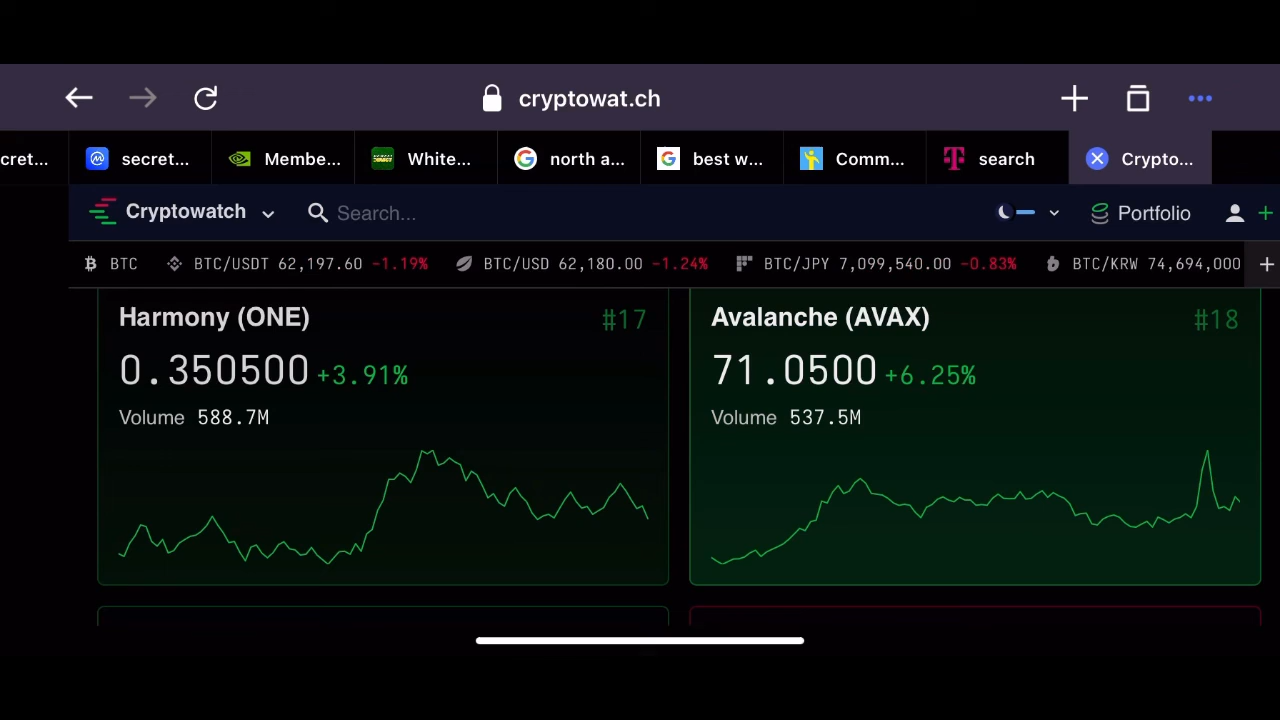 cryptowat.ch
cret... secret... Membe... White... north a... best w... Comm... search Crypto...
Cryptowatch Search... Portfolio
BTC BTC/USDT 62,197.60 -1.19% BTC/USD 62,180.00 -1.24% BTC/JPY 7,099,540.00 -0.83% BTC/KRW 74,694,000
Harmony (ONE) #17
0.350500 +3.91%
Volume 588.7M
Avalanche (AVAX) #18
71.0500 +6.25%
Volume 537.5M